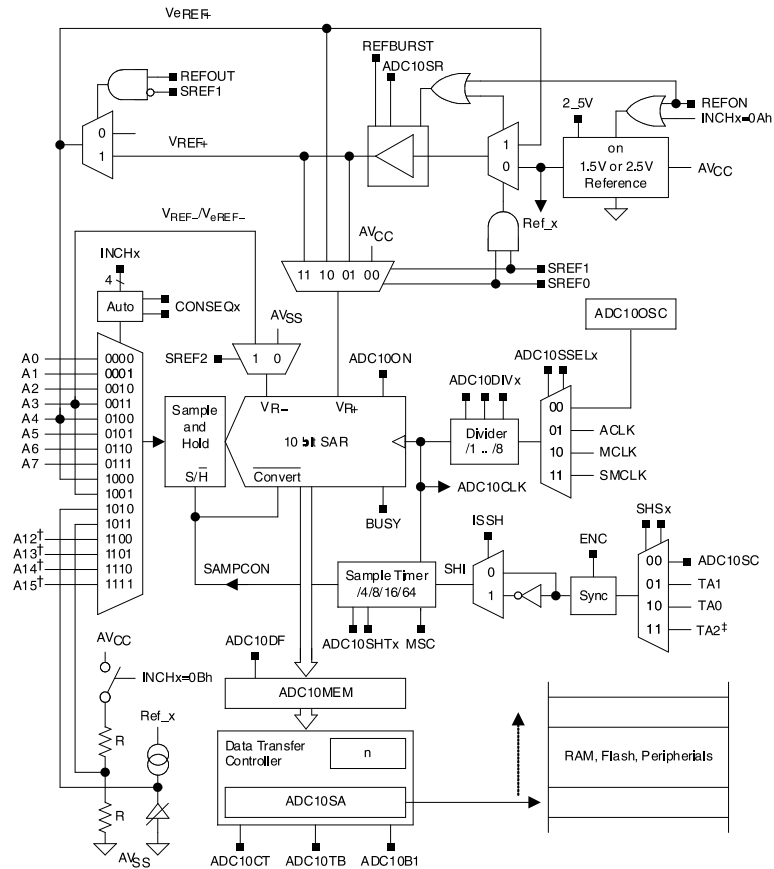 VeREF+
REFBURST
ADC10SR
REFOUT
SREF1
2_5V
REFON
INCHx=0Ah
0
1
VREF+
1
0
on
1.5V or 2.5V
Reference
AVCC
Ref_x
VREF-/VeREF-
AVCC
INCHx
4
11 10 01 00
SREF1
SREF0
Auto
CONSEQx
AVSS
ADC10OSC
SREF2
1 0
ADC10ON
ADC10SSELx
A0
A1
A2
A3
A4
A5
A6
A7
A12†
A13†
A14†
A15†
0000
0001
0010
0011
0100
0101
0110
0111
1000
1001
1010
1011
1100
1101
1110
1111
Sample
and
Hold
S/H
VR-
VR+
10 bit SAR
Convert
ADC10DIVx
Divider
/1 .. /8
00
01
10
11
ACLK
MCLK
SMCLK
ADC10CLK
BUSY
ISSH
ENC
SHSx
SAMPCON
Sample Timer
/4/8/16/64
SHI
0
1
Sync
00
01
10
11
ADC10SC
TA1
TA0
TA2‡
ADC10DF
ADC10SHTx
MSC
AVCC
INCHx=0Bh
Ref_x
R
R
AVSS
ADC10MEM
Data Transfer
Controller
n
ADC10SA
RAM, Flash, Peripherials
ADC10CT
ADC10TB
ADC10B1